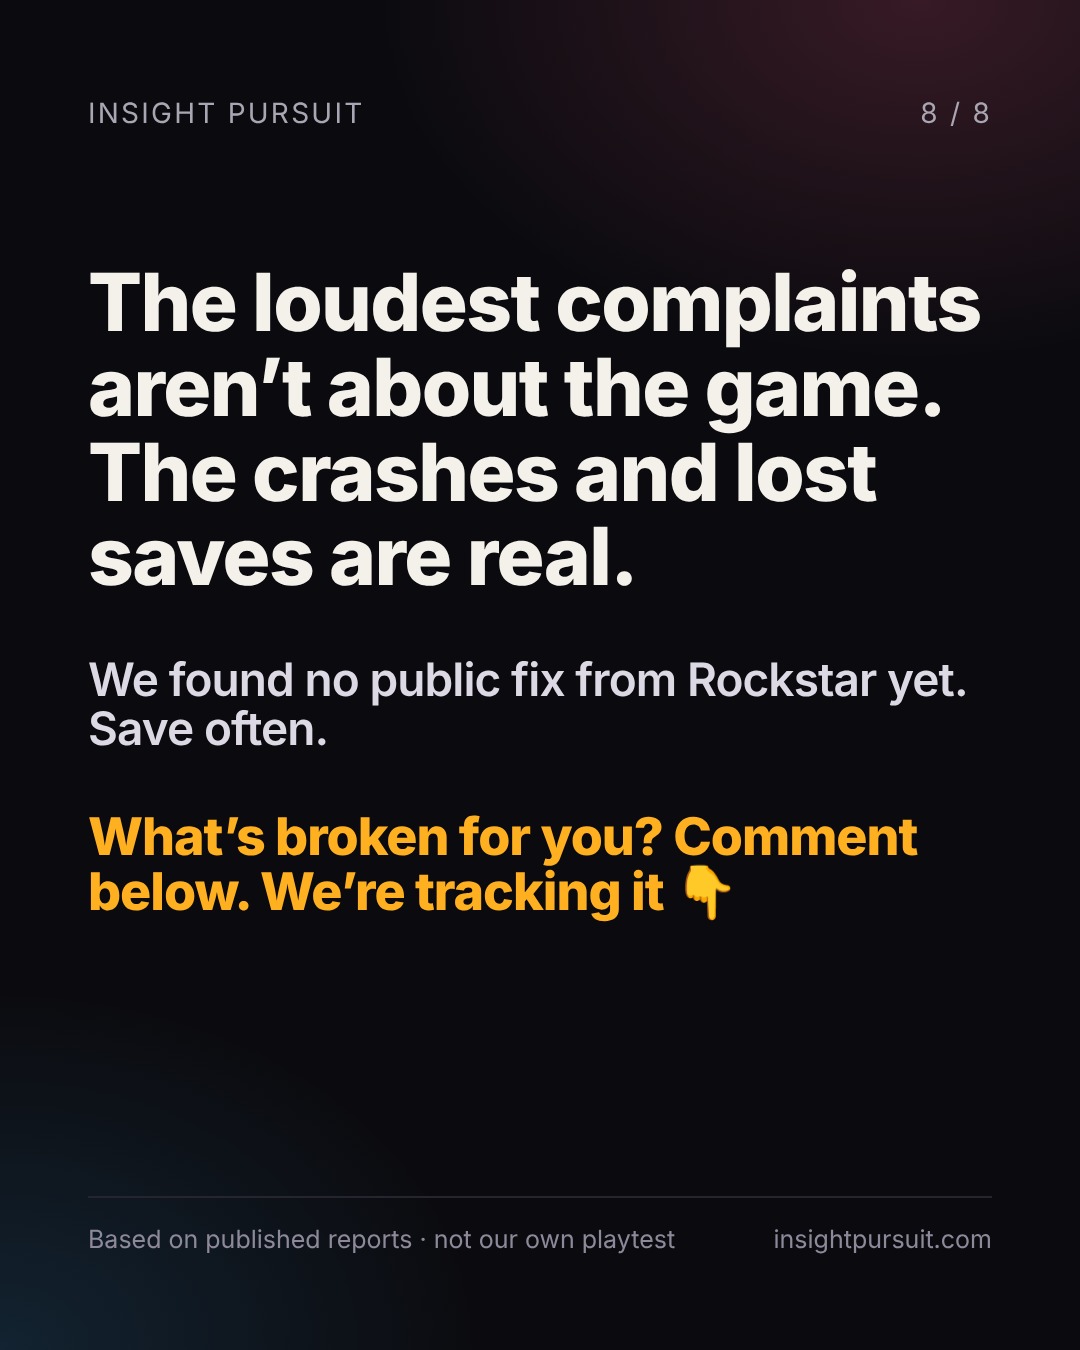 INSIGHT PURSUIT
8 / 8
The loudest complaints
aren’t about the game.
The crashes and lost
saves are real.
We found no public fix from Rockstar yet.
Save often.
What’s broken for you? Comment
below. We’re tracking it 👇
Based on published reports · not our own playtest
insightpursuit.com